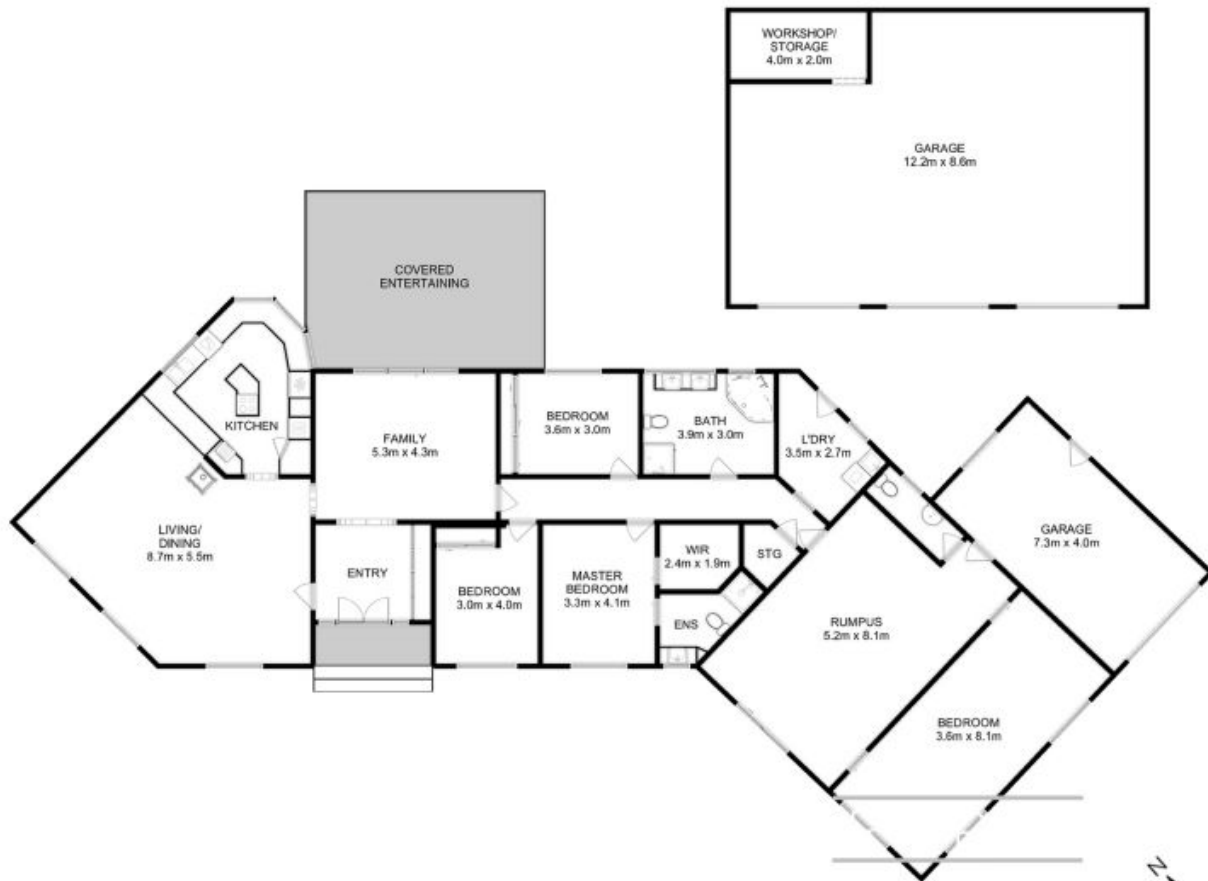 WORKSHOP/
STORAGE
4.0m x 2.0m
GARAGE
12.2m x 8.6m
COVERED
ENTERTAINING
KITCHEN
FAMILY
5.3m x 4.3m
BEDROOM
3.6m x 3.0m
BATH
3.9m x 3.0m
L'DRY
3.5m x 2.7m
LIVING/
DINING
8.7m x 5.5m
ENTRY
BEDROOM
3.0m x 4.0m
MASTER
BEDROOM
3.3m x 4.1m
WIR
2.4m x 1.9m
STG
ENS
GARAGE
7.3m x 4.0m
RUMPUS
5.2m x 8.1m
BEDROOM
3.6m x 8.1m
N